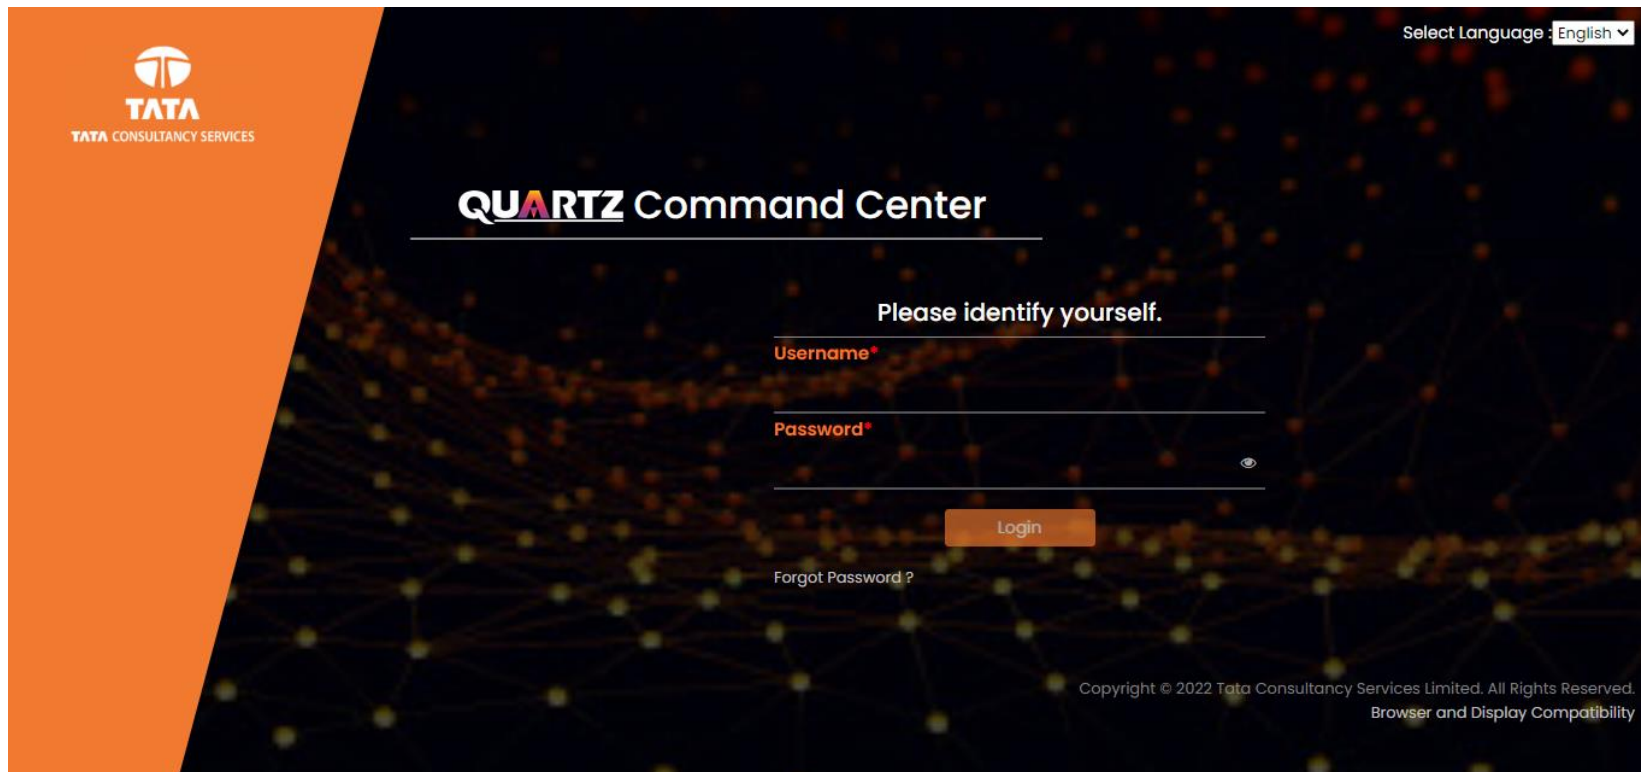 Select Language : English
TATA
TATA CONSULTANCY SERVICES
QUARTZ Command Center
Please identify yourself.
Username*
Password*
Login
Forgot Password ?
Copyright © 2022 Tata Consultancy Services Limited. All Rights Reserved.
Browser and Display Compatibility